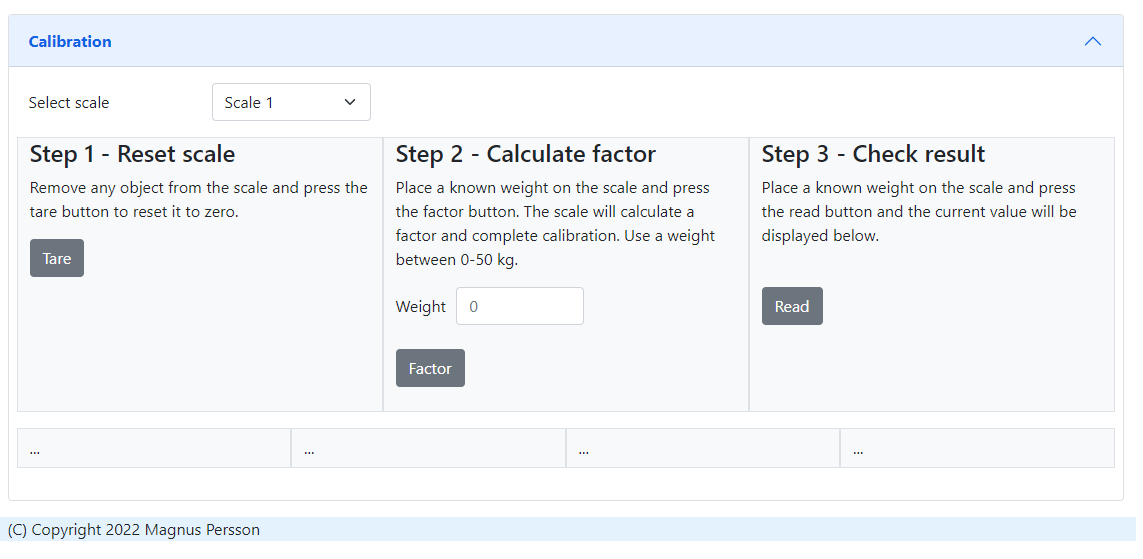 Calibration
Select scale
Scale 1
Step 1 - Reset scale
Remove any object from the scale and press the
tare button to reset it to zero.
Tare
Step 2 - Calculate factor
Place a known weight on the scale and press
the factor button. The scale will calculate a
factor and complete calibration. Use a weight
between 0-50 kg.
Weight 0
Factor
Step 3 - Check result
Place a known weight on the scale and press
the read button and the current value will be
displayed below.
Read
... ... ... ...
(C) Copyright 2022 Magnus Persson